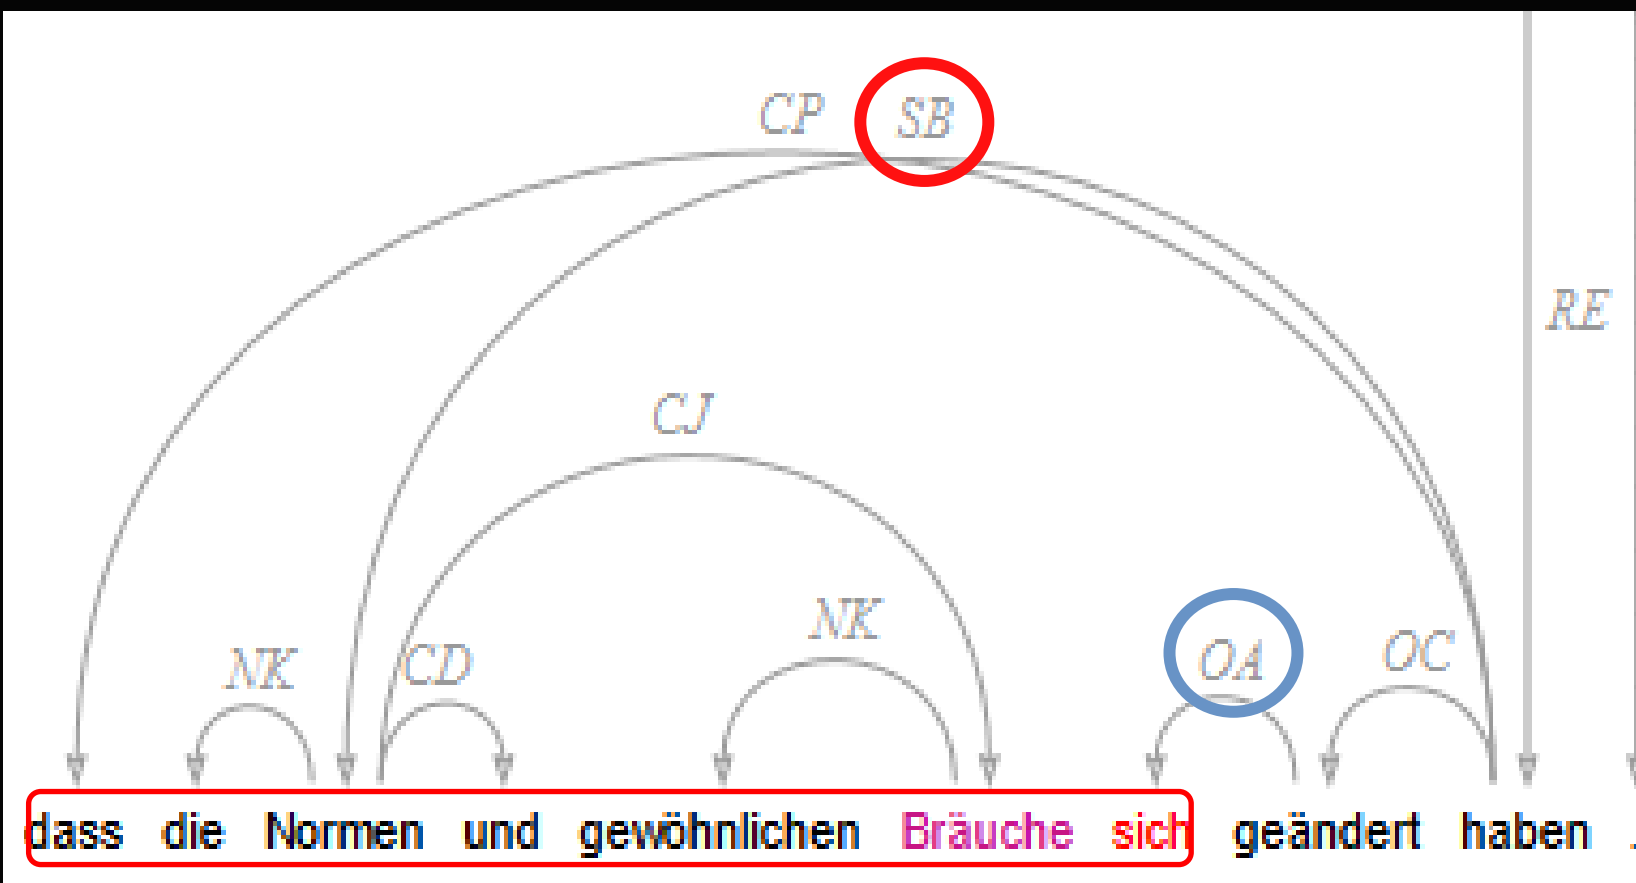 CP SB
RE
CJ
NK
NK CD OA OC
dass die Normen und gewöhnlichen Bräuche sich geändert haben .